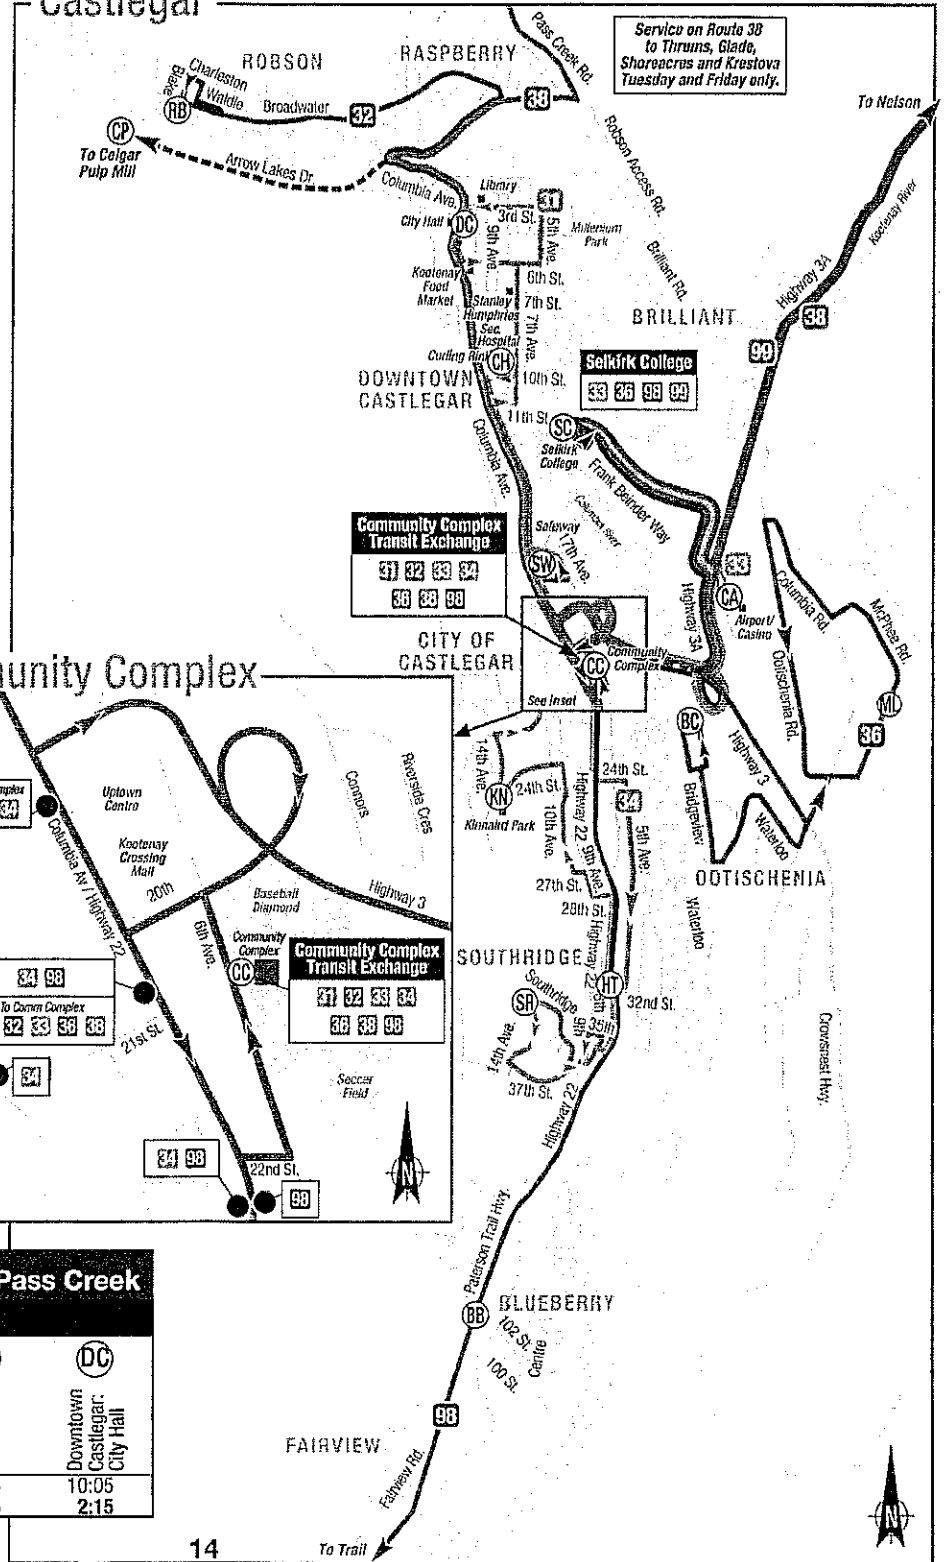 Castlegar
Service on Route 38
to Thrums, Glade,
Shoreacres and Krestova
Tuesday and Friday only.
Pass Creek Rd.
ROBSON
RASPBERRY
Charleston
Waldie
Broadwater
RB
32
38
To Nelson
CP
To Celgar
Pulp Mill
Arrow Lakes Dr.
Robson Access Rd.
Columbia Ave.
Library
31
3rd St.
City Hall
DC
9th Ave.
5th Ave.
Millenium
Park
Kootenay River
Kootenay
Food
Market
6th St.
Brilliant Rd.
Highway 3A
Stanley
Humphries
Sec.
7th St.
7th Ave.
BRILLIANT
38
Hospital
Curling Rink
CH
99
DOWNTOWN
CASTLEGAR
10th St.
Selkirk College
33 36 98 99
11th St.
SC
Selkirk
College
Columbia Ave.
Frank Beinder Way
Columbia River
Community Complex
Transit Exchange
31 32 33 34
36 38 98
Safeway
17th Ave.
SW
33
CA
Airport/
Casino
Highway 3A
Columbia Rd.
McPhee Rd.
CITY OF
CASTLEGAR
Community
Complex
CC
Ootischenia Rd.
See Inset
ML
BC
36
14th Ave.
Highway 3
24th St.
24th St.
KN
Kinnaird Park
34
10th Ave.
Highway 22
9th Ave.
5th Ave.
Bridgeview
Waterloo
OOTISCHENIA
27th St.
28th St.
Waterloo
SOUTHRIDGE
Highway 22
HT
32nd St.
SR
Southridge
14th Ave.
9th
35th
37th St.
Highway 22
Crowsnest Hwy.
Paterson Trail Hwy.
BB
BLUEBERRY
102 St.
Centre
100 St.
98
FAIRVIEW
Fairview Rd.
To Trail
N
unity Complex
mplex
34
Uptown
Centre
Connors
Riverside Cres
Columbia Av / Highway 22
Kootenay
Crossing
Mall
20th
Baseball
Diamond
Highway 3
6th Ave.
Community
Complex
CC
Community Complex
Transit Exchange
31 32 33 34
36 38 98
34 98
To Comm Complex
32 33 36 38
21st St.
34
Soccer
Field
34 98
22nd St.
98
N
Pass Creek
DC
Downtown
Castlegar:
City Hall
10:05
2:15
14